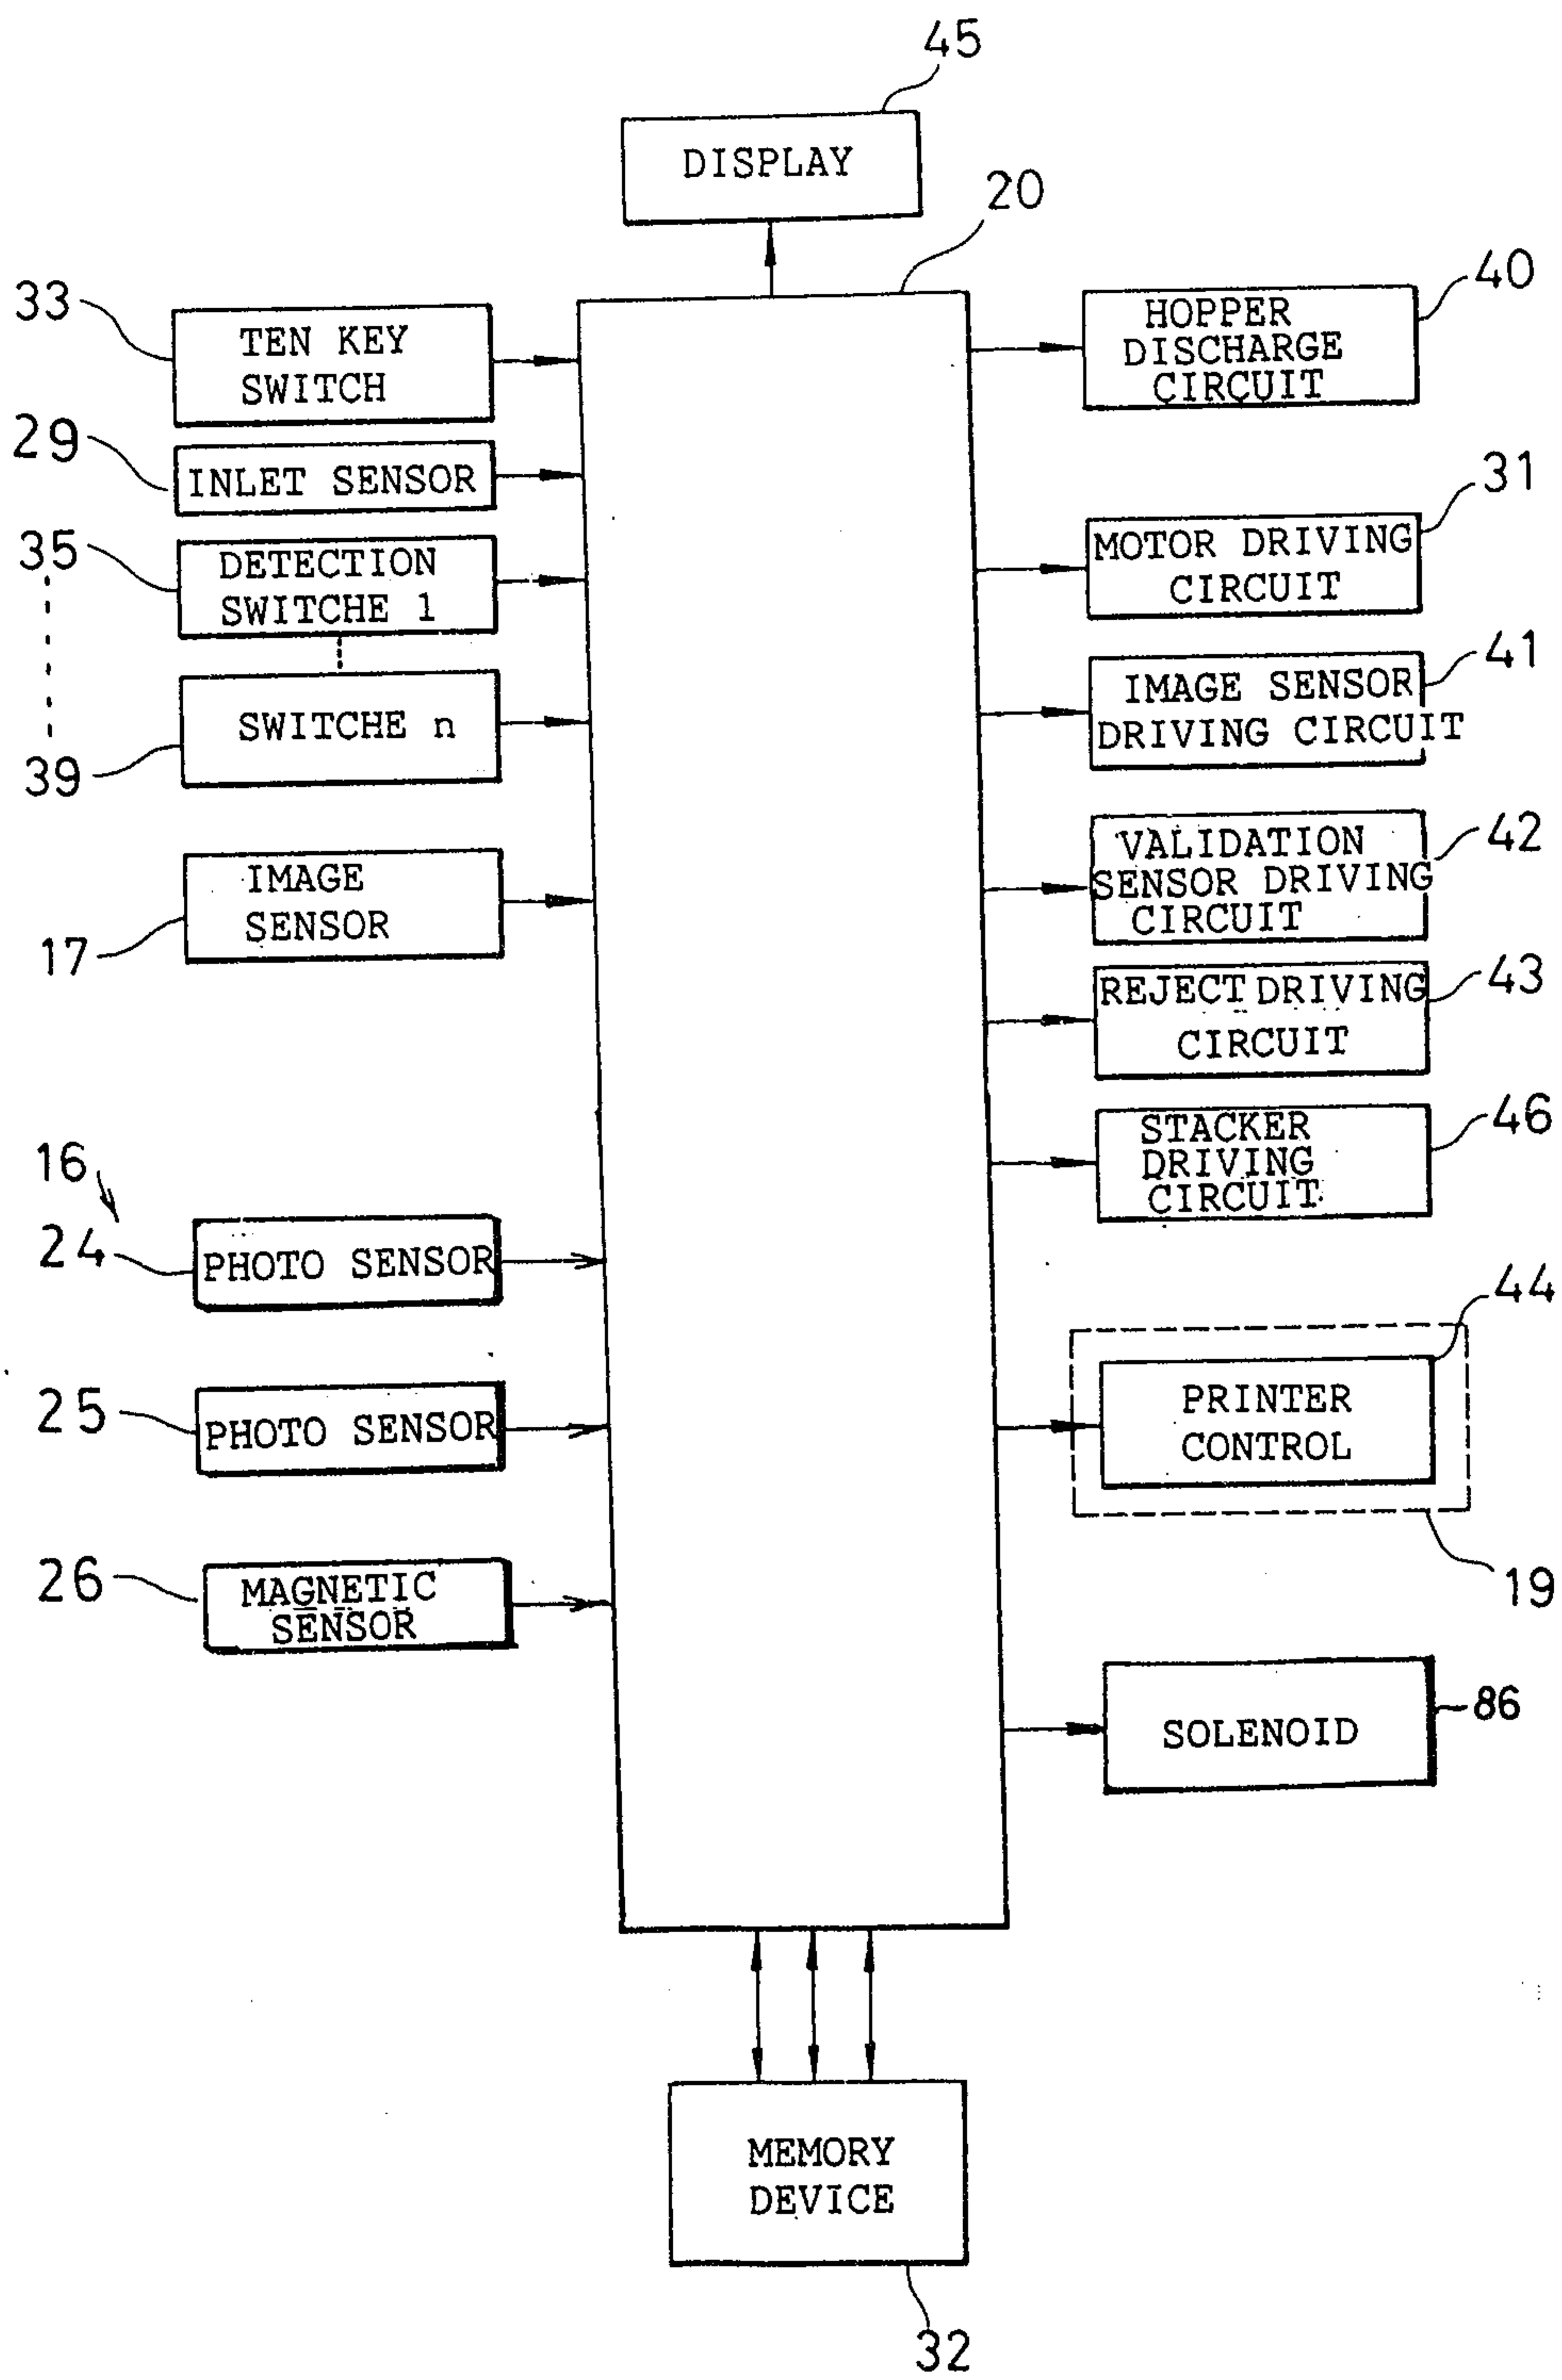 45
DISPLAY
20
33
TEN KEY
SWITCH
29
INLET SENSOR
35
DETECTION
SWITCHE 1
SWITCHE n
39
IMAGE
SENSOR
17
16
24
PHOTO SENSOR
25
PHOTO SENSOR
26
MAGNETIC
SENSOR
40
HOPPER
DISCHARGE
CIRCUIT
31
MOTOR DRIVING
CIRCUIT
41
IMAGE SENSOR
DRIVING CIRCUIT
42
VALIDATION
SENSOR DRIVING
CIRCUIT
43
REJECT DRIVING
CIRCUIT
46
STACKER
DRIVING
CIRCUIT
44
PRINTER
CONTROL
19
SOLENOID
86
MEMORY
DEVICE
32